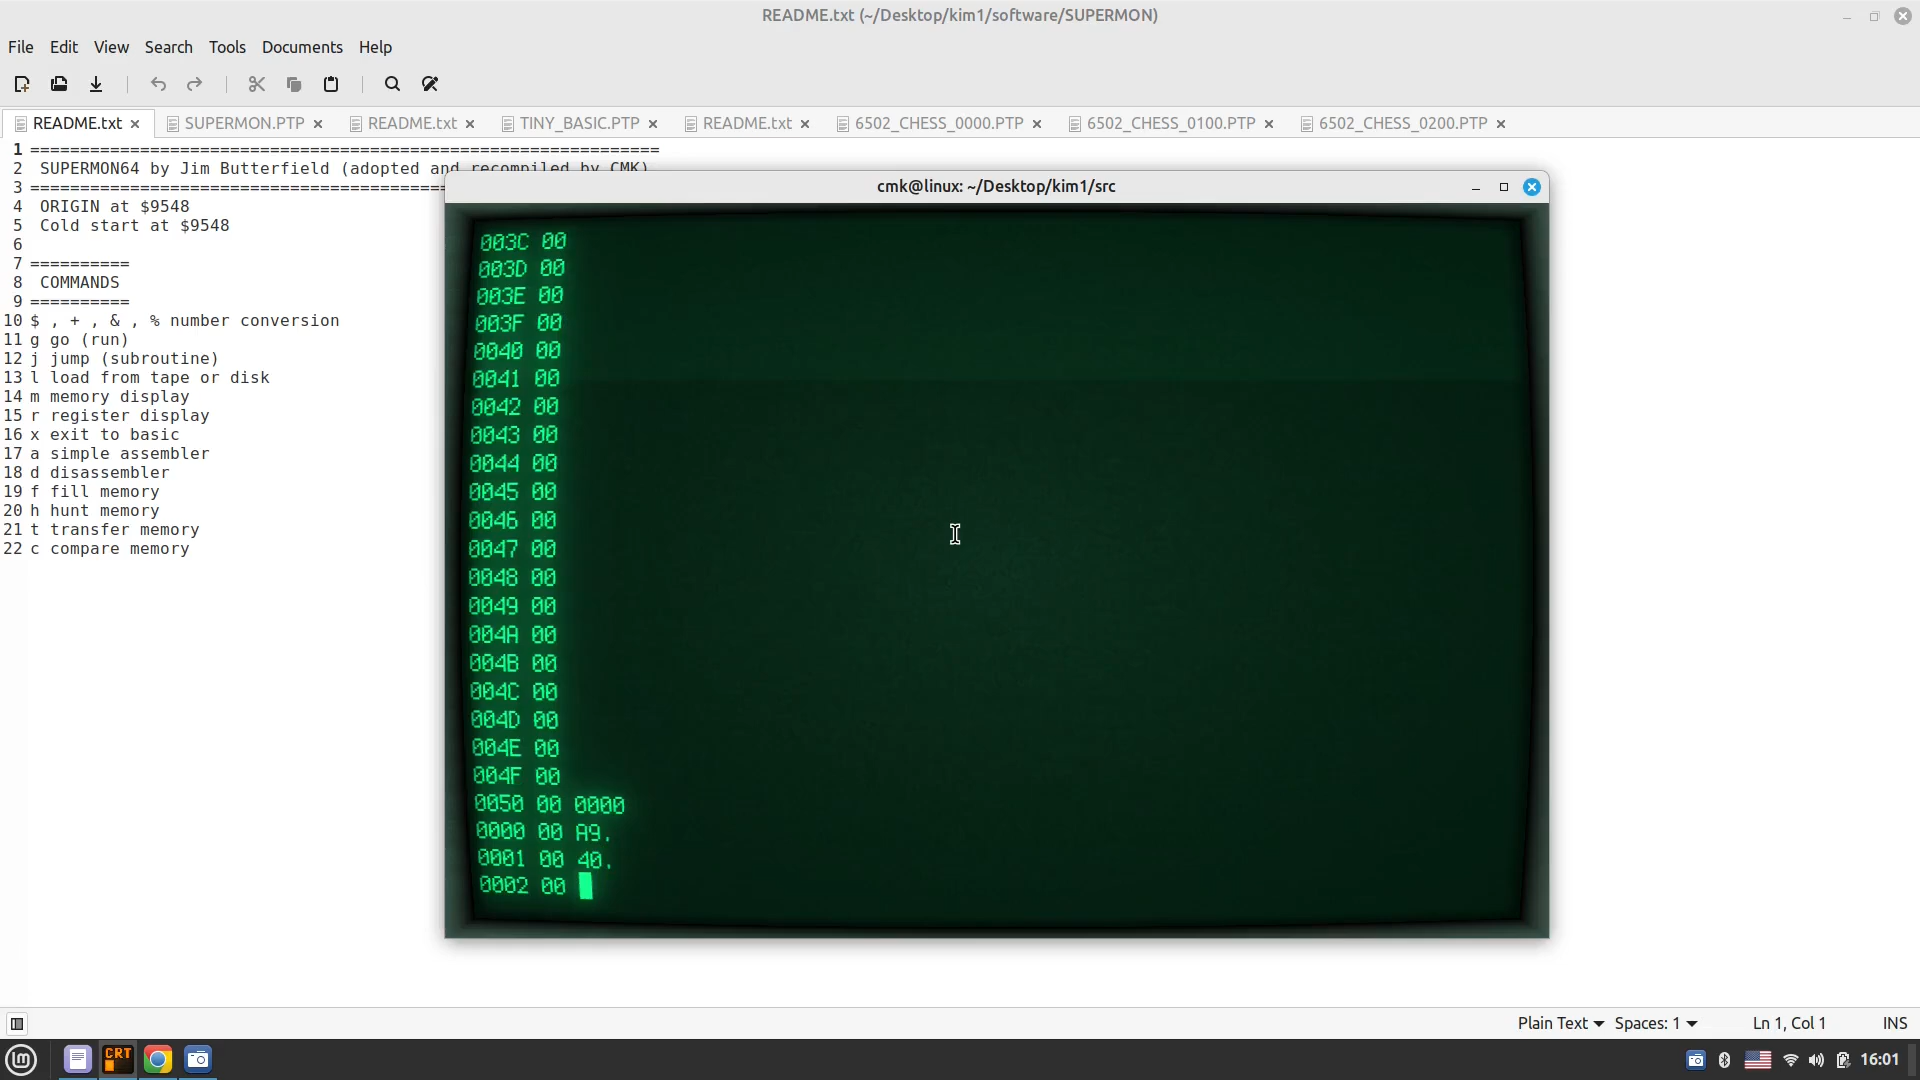 README.txt (~/Desktop/kim1/software/SUPERMON)
File Edit View Search Tools Documents Help
README.txt SUPERMON.PTP README.txt TINY_BASIC.PTP README.txt 6502_CHESS_0000.PTP 6502_CHESS_0100.PTP 6502_CHESS_0200.PTP
1 ===============================================================
2 SUPERMON64 by Jim Butterfield (adopted and recompiled by CMK)
3 ==========================================
4 ORIGIN at $9548
5 Cold start at $9548
6
7 ==========
8 COMMANDS
9 ==========
10 $ , + , & , % number conversion
11 g go (run)
12 j jump (subroutine)
13 l load from tape or disk
14 m memory display
15 r register display
16 x exit to basic
17 a simple assembler
18 d disassembler
19 f fill memory
20 h hunt memory
21 t transfer memory
22 c compare memory
cmk@linux: ~/Desktop/kim1/src
003C 00
003D 00
003E 00
003F 00
0040 00
0041 00
0042 00
0043 00
0044 00
0045 00
0046 00
0047 00
0048 00
0049 00
004A 00
004B 00
004C 00
004D 00
004E 00
004F 00
0050 00 0000
0000 00 A9.
0001 00 40.
0002 00
Plain Text Spaces: 1 Ln 1, Col 1 INS
CRT 16:01